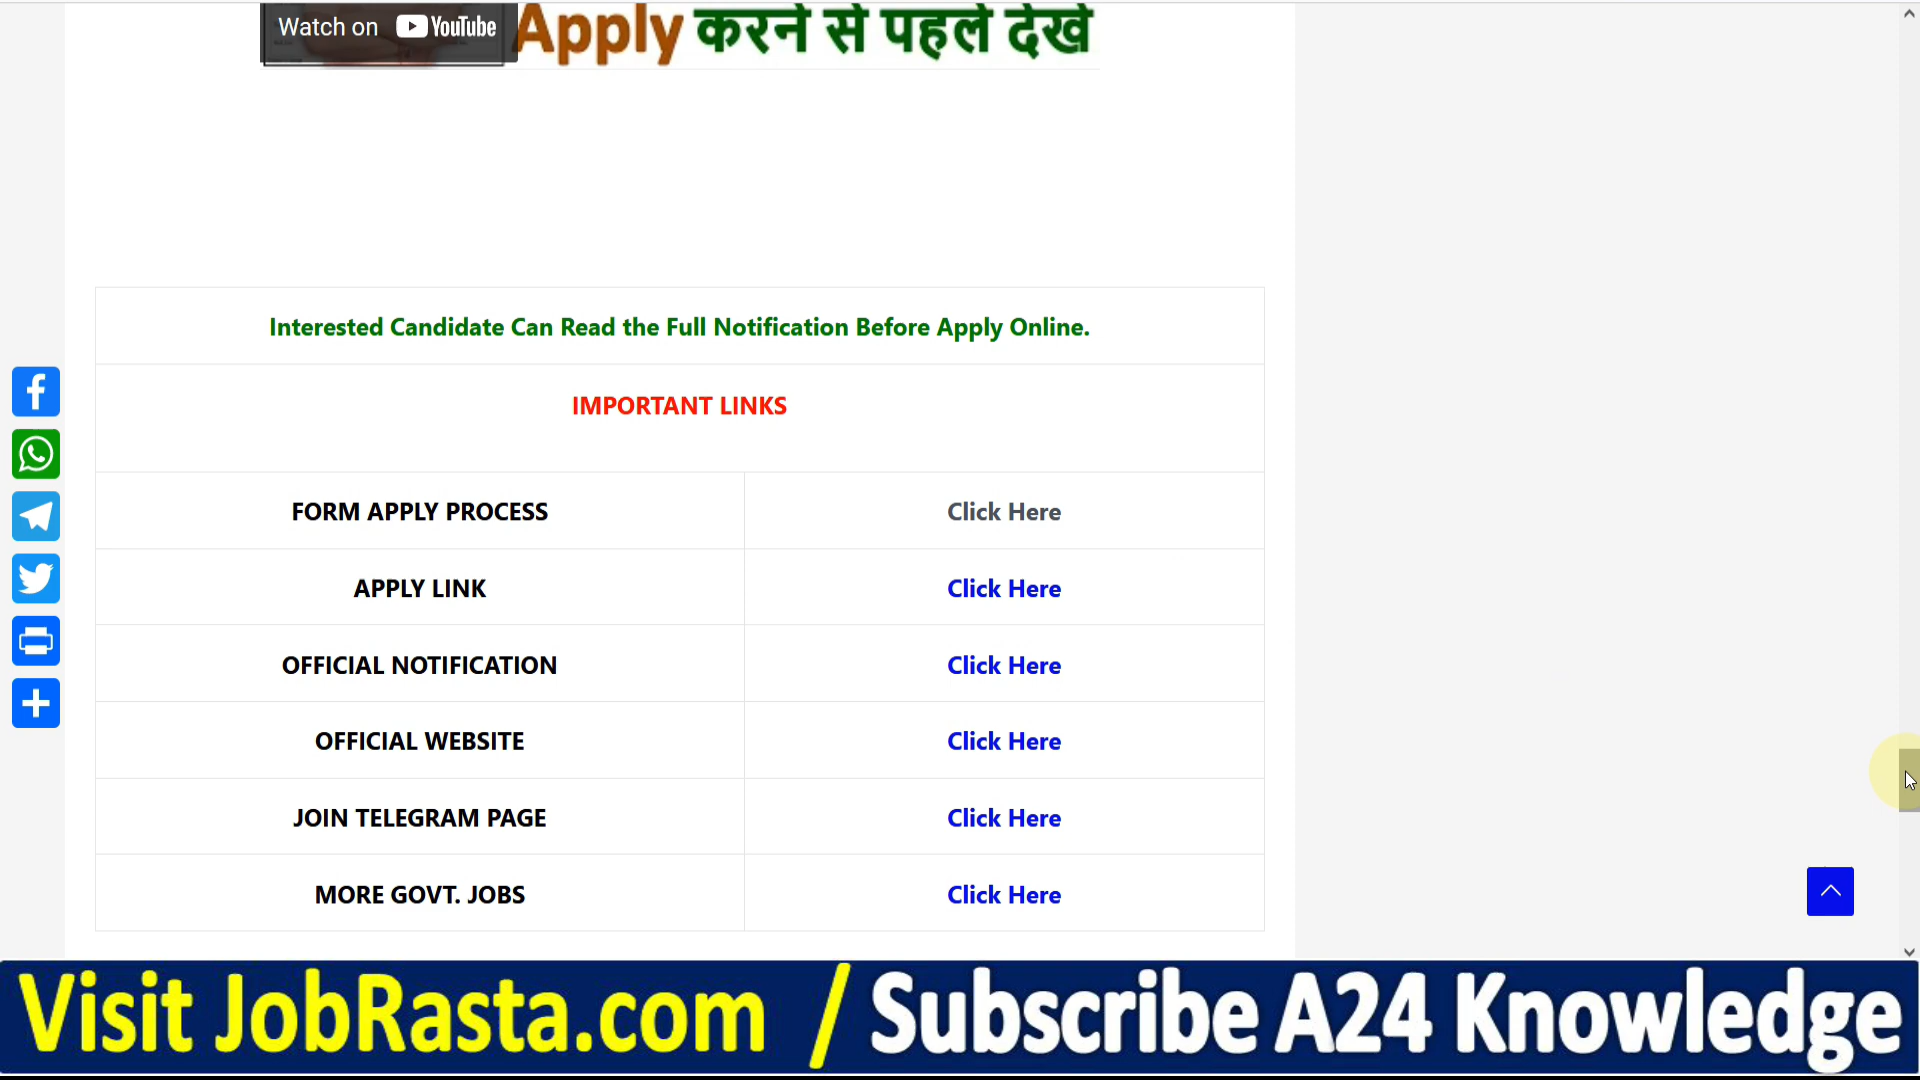 Watch on YouTube Apply करने से पहले देखे
Interested Candidate Can Read the Full Notification Before Apply Online.
IMPORTANT LINKS
FORM APPLY PROCESS Click Here
APPLY LINK Click Here
OFFICIAL NOTIFICATION Click Here
OFFICIAL WEBSITE Click Here
JOIN TELEGRAM PAGE Click Here
MORE GOVT. JOBS Click Here
Visit JobRasta.com / Subscribe A24 Knowledge